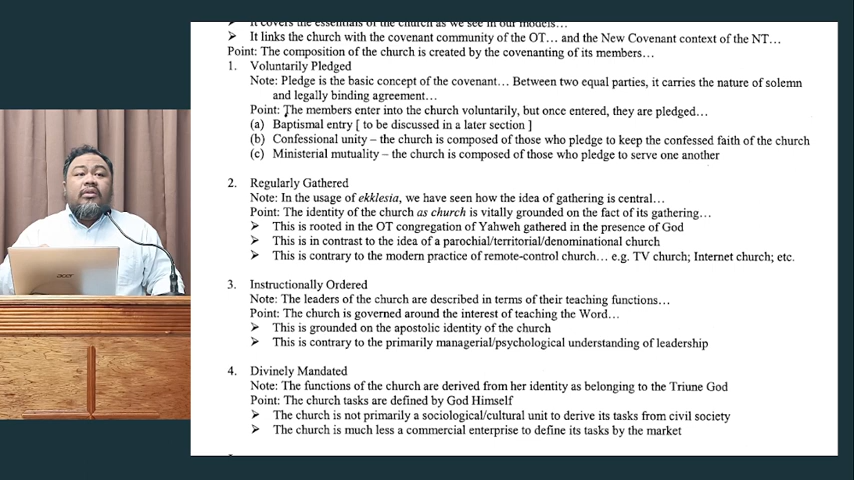 It covers the essentials of the church as we see in our models…
➤ It links the church with the covenant community of the OT… and the New Covenant context of the NT…
Point: The composition of the church is created by the covenanting of its members…
1. Voluntarily Pledged
Note: Pledge is the basic concept of the covenant… Between two equal parties, it carries the nature of solemn
and legally binding agreement…
Point: The members enter into the church voluntarily, but once entered, they are pledged…
(a) Baptismal entry [ to be discussed in a later section ]
(b) Confessional unity – the church is composed of those who pledge to keep the confessed faith of the church
(c) Ministerial mutuality – the church is composed of those who pledge to serve one another
2. Regularly Gathered
Note: In the usage of ekklesia, we have seen how the idea of gathering is central…
Point: The identity of the church as church is vitally grounded on the fact of its gathering…
➤ This is rooted in the OT congregation of Yahweh gathered in the presence of God
➤ This is in contrast to the idea of a parochial/territorial/denominational church
➤ This is contrary to the modern practice of remote-control church… e.g. TV church; Internet church; etc.
3. Instructionally Ordered
Note: The leaders of the church are described in terms of their teaching functions…
Point: The church is governed around the interest of teaching the Word…
➤ This is grounded on the apostolic identity of the church
➤ This is contrary to the primarily managerial/psychological understanding of leadership
4. Divinely Mandated
Note: The functions of the church are derived from her identity as belonging to the Triune God
Point: The church tasks are defined by God Himself
➤ The church is not primarily a sociological/cultural unit to derive its tasks from civil society
➤ The church is much less a commercial enterprise to define its tasks by the market
acer